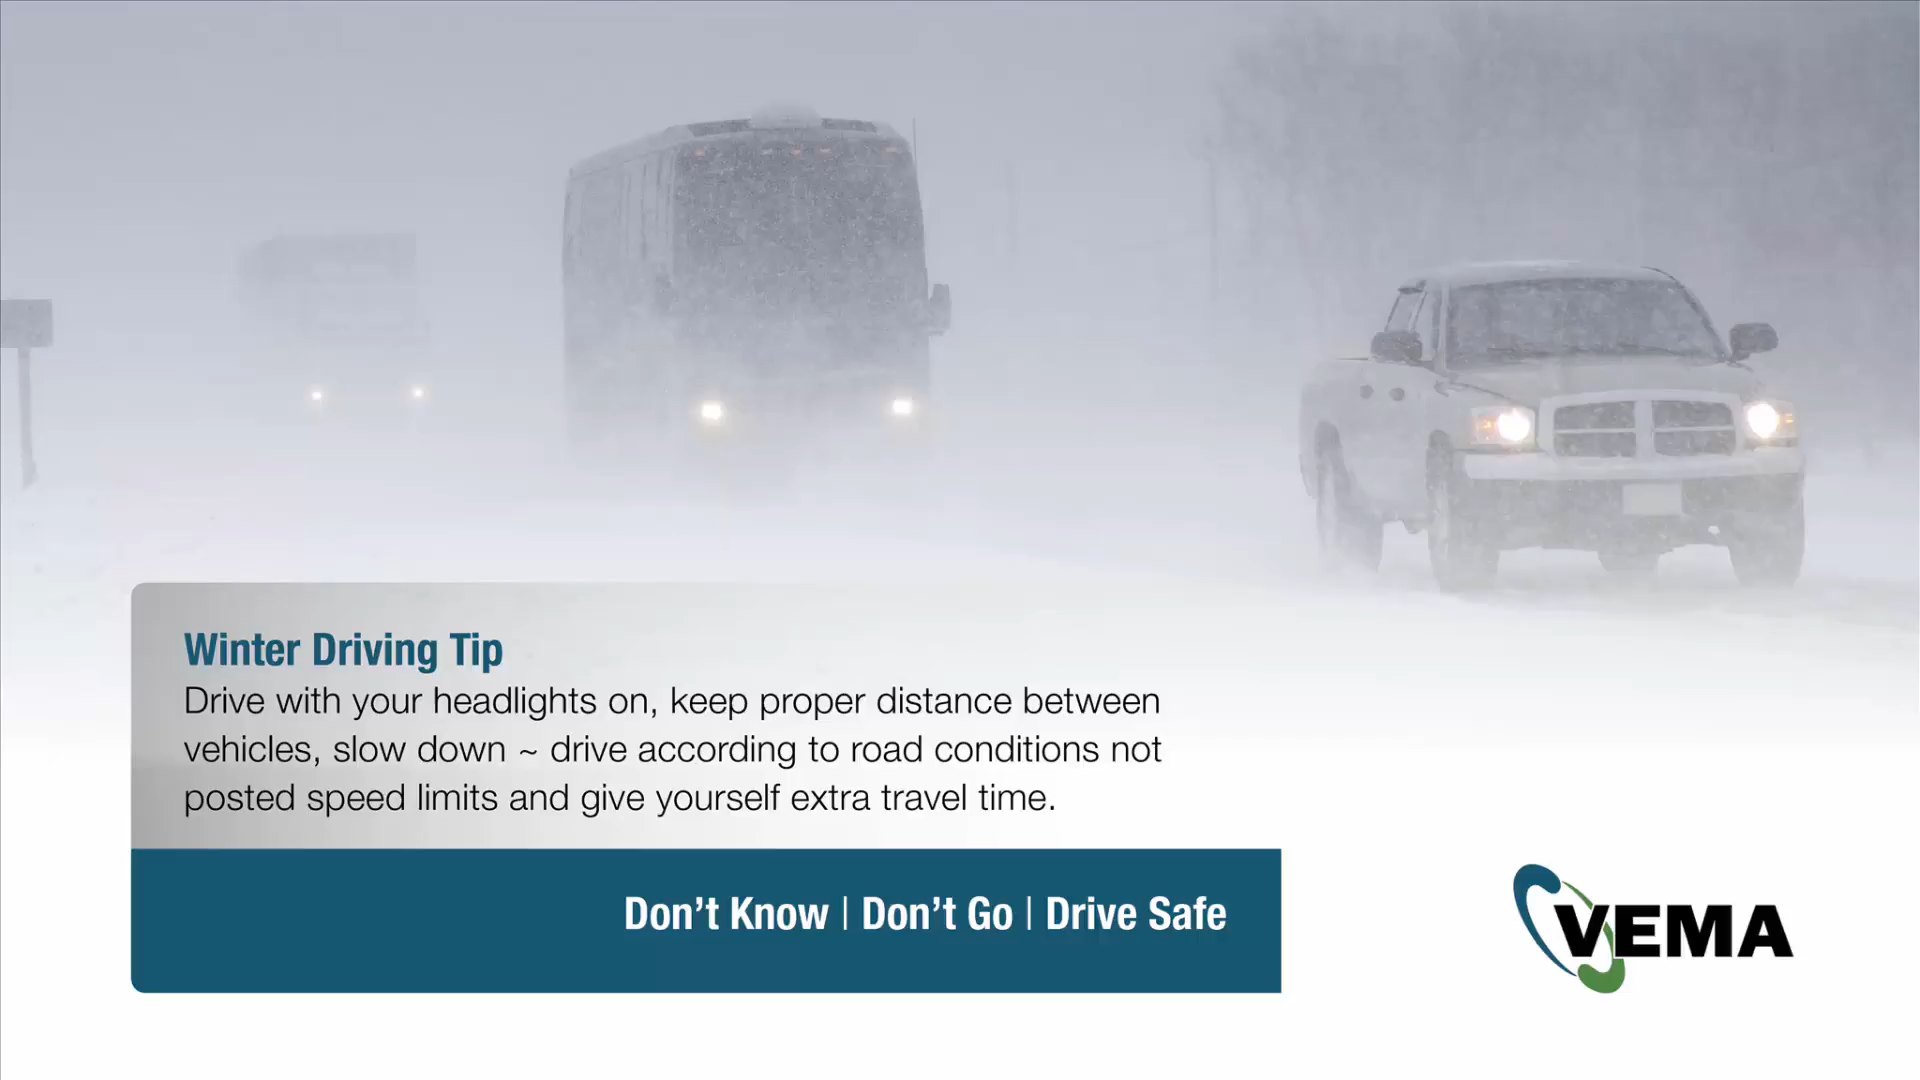 Winter Driving Tip
Drive with your headlights on, keep proper distance between
vehicles, slow down ~ drive according to road conditions not
posted speed limits and give yourself extra travel time.
Don't Know | Don't Go | Drive Safe
VEMA